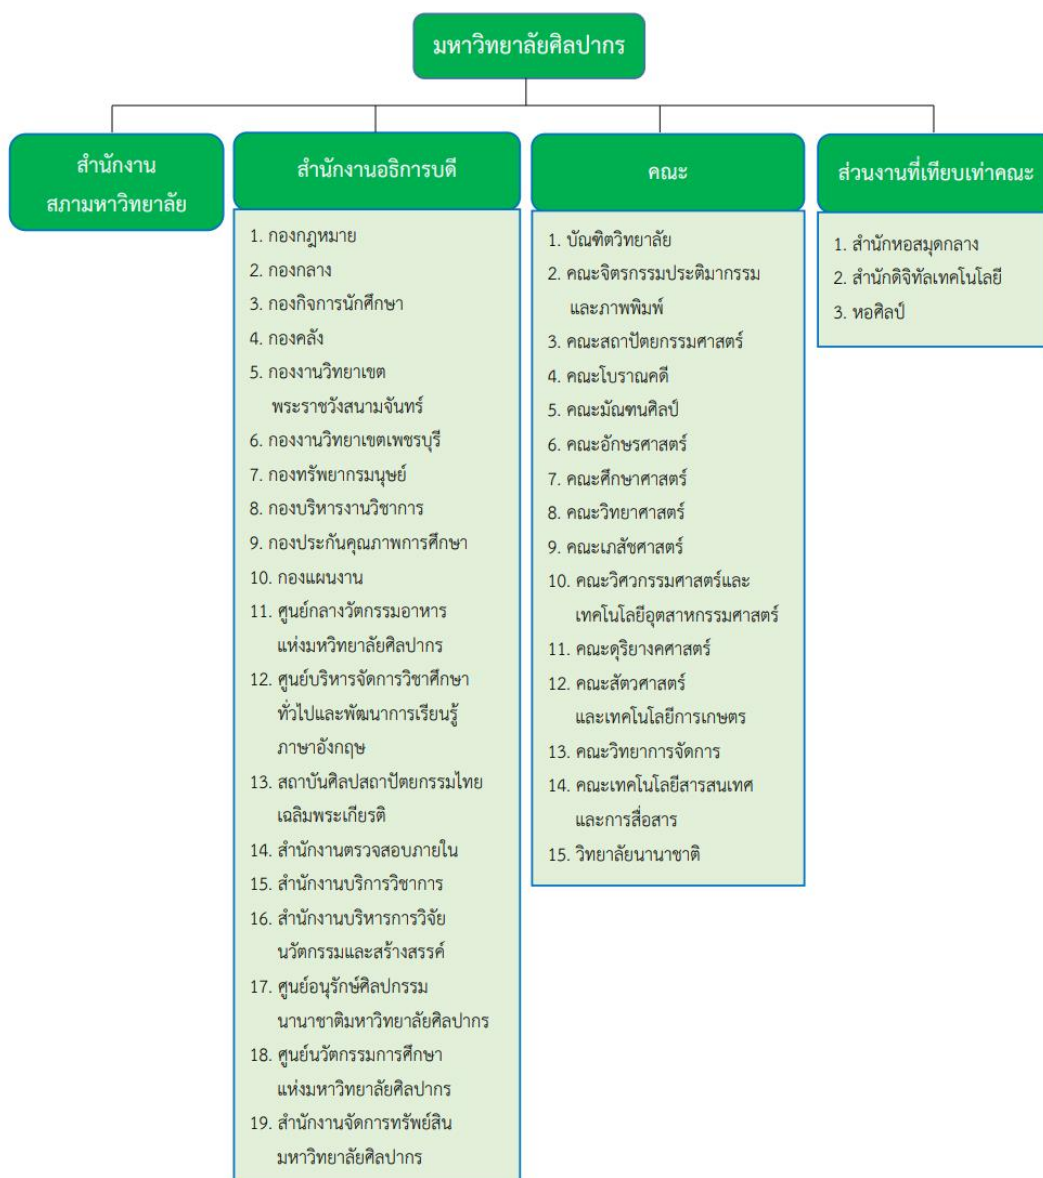 มหาวิทยาลัยศิลปากร
สำนักงาน
สภามหาวิทยาลัย
สำนักงานอธิการบดี
1. กองกฎหมาย
2. กองกลาง
3. กองกิจการนักศึกษา
4. กองคลัง
5. กองงานวิทยาเขต
พระราชวังสนามจันทร์
6. กองงานวิทยาเขตเพชรบุรี
7. กองทรัพยากรมนุษย์
8. กองบริหารงานวิชาการ
9. กองประกันคุณภาพการศึกษา
10. กองแผนงาน
11. ศูนย์กลางวัตกรรมอาหาร
แห่งมหวิทยาลัยศิลปากร
12. ศูนย์บริหารจัดการวิชาศึกษา
ทั่วไปและพัฒนาการเรียนรู้
ภาษาอังกฤษ
13. สถาบันศิลปสถาปัตยกรรมไทย
เฉลิมพระเกียรติ
14. สำนักงานตรวจสอบภายใน
15. สำนักงานบริการวิชาการ
16. สำนักงานบริหารการวิจัย
นวัตกรรมและสร้างสรรค์
17. ศูนย์อนุรักษ์ศิลปกรรม
นานาชาติมหาวิทยาลัยศิลปากร
18. ศูนย์นวัตกรรมการศึกษา
แห่งมหาวิทยาลัยศิลปากร
19. สำนักงานจัดการทรัพย์สิน
มหาวิทยาลัยศิลปากร
คณะ
1. บัณฑิตวิทยาลัย
2. คณะจิตรกรรมประติมากรรม
และภาพพิมพ์
3. คณะสถาปัตยกรรมศาสตร์
4. คณะโบราณคดี
5. คณะมัณฑนศิลป์
6. คณะอักษรศาสตร์
7. คณะศึกษาศาสตร์
8. คณะวิทยาศาสตร์
9. คณะเภสัชศาสตร์
10. คณะวิศวกรรมศาสตร์และ
เทคโนโลยีอุตสาหกรรมศาสตร์
11. คณะดุริยางคศาสตร์
12. คณะสัตวศาสตร์
และเทคโนโลยีการเกษตร
13. คณะวิทยาการจัดการ
14. คณะเทคโนโลยีสารสนเทศ
และการสื่อสาร
15. วิทยาลัยนานาชาติ
ส่วนงานที่เทียบเท่าคณะ
1. สำนักหอสมุดกลาง
2. สำนักดิจิทัลเทคโนโลยี
3. หอศิลป์